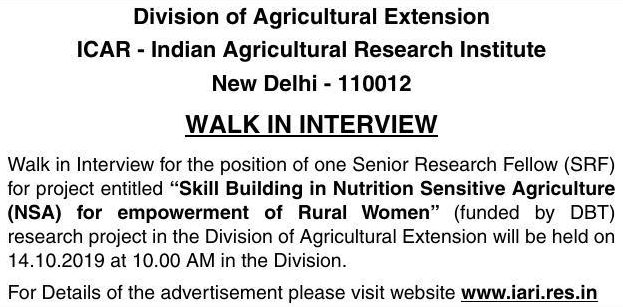 Division of Agricultural Extension
ICAR - Indian Agricultural Research Institute
New Delhi - 110012
WALK IN INTERVIEW
Walk in Interview for the position of one Senior Research Fellow (SRF)
for project entitled “Skill Building in Nutrition Sensitive Agriculture
(NSA) for empowerment of Rural Women” (funded by DBT)
research project in the Division of Agricultural Extension will be held on
14.10.2019 at 10.00 AM in the Division.
For Details of the advertisement please visit website www.iari.res.in